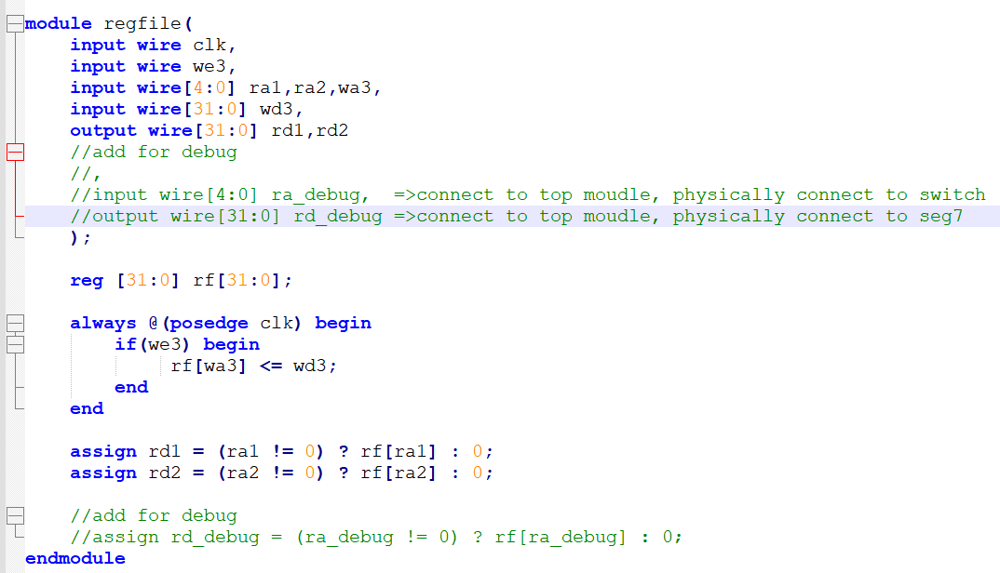 module regfile(
input wire clk,
input wire we3,
input wire[4:0] ra1,ra2,wa3,
input wire[31:0] wd3,
output wire[31:0] rd1,rd2
//add for debug
//,
//input wire[4:0] ra_debug,  =>connect to top moudle, physically connect to switch
//output wire[31:0] rd_debug =>connect to top moudle, physically connect to seg7
);
reg [31:0] rf[31:0];
always @(posedge clk) begin
if(we3) begin
rf[wa3] <= wd3;
end
end
assign rd1 = (ra1 != 0) ? rf[ra1] : 0;
assign rd2 = (ra2 != 0) ? rf[ra2] : 0;
//add for debug
//assign rd_debug = (ra_debug != 0) ? rf[ra_debug] : 0;
endmodule